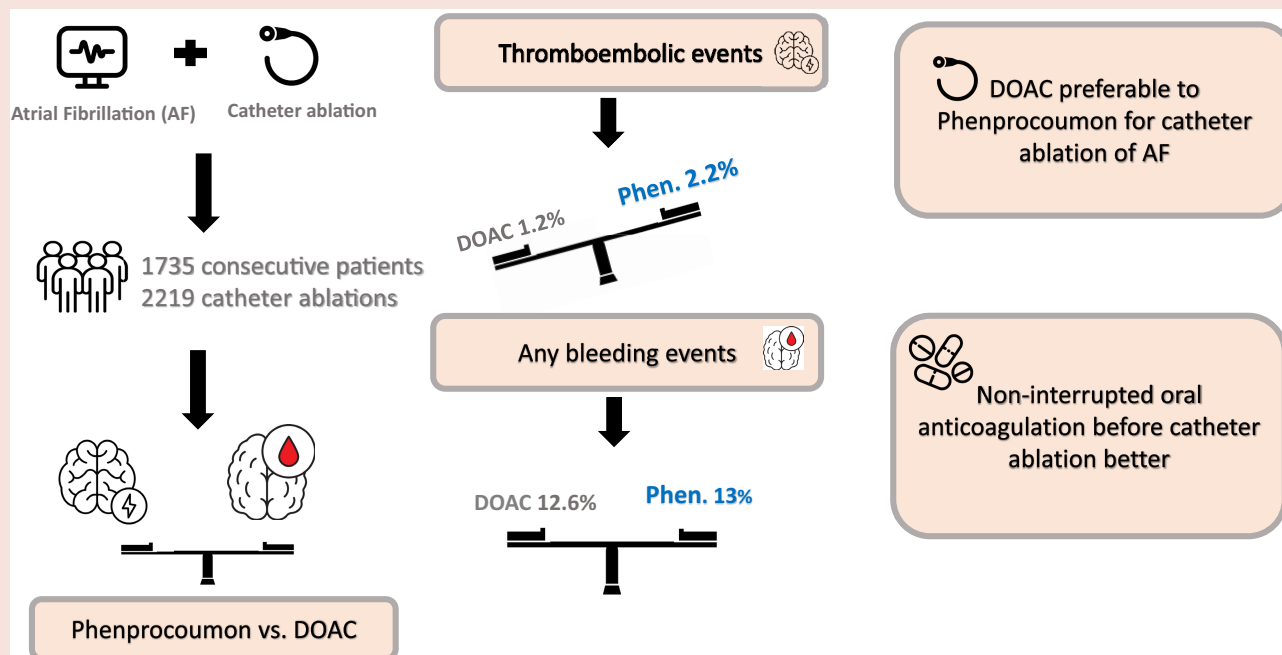 Atrial Fibrillation (AF)
Catheter ablation
1735 consecutive patients
2219 catheter ablations
Phenprocoumon vs. DOAC
Thromboembolic events
DOAC 1.2%
Phen. 2.2%
Any bleeding events
DOAC 12.6%
Phen. 13%
DOAC preferable to
Phenprocoumon for catheter
ablation of AF
Non-interrupted oral
anticoagulation before catheter
ablation better